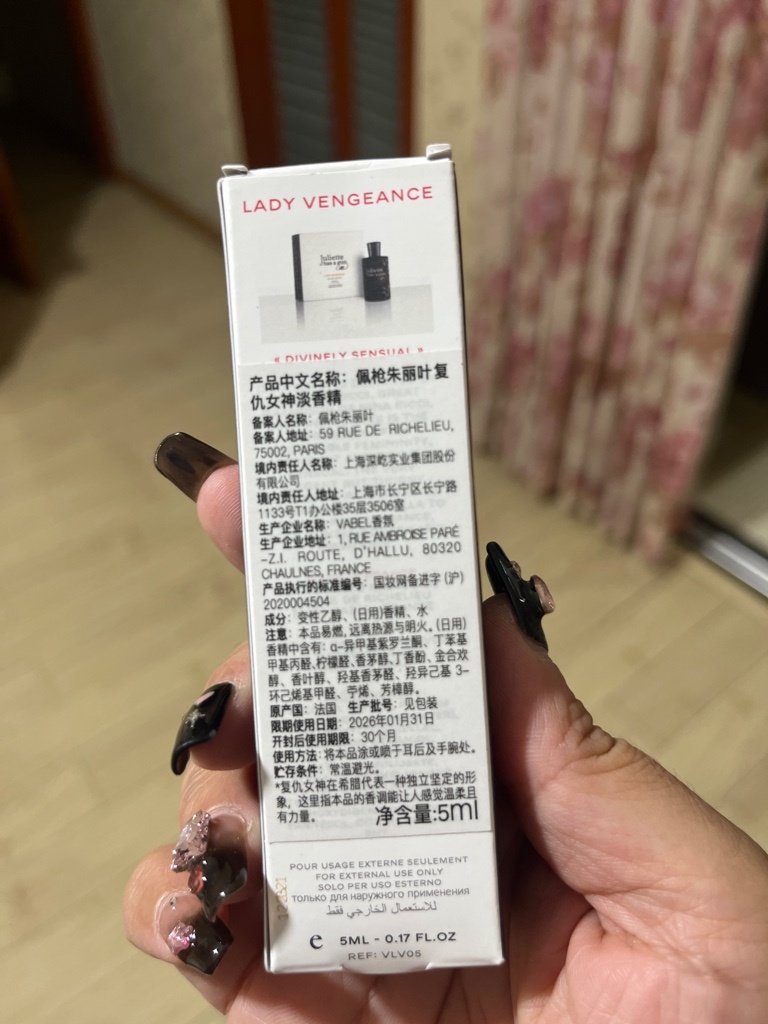 LADY VENGEANCE
Juliette
has a gun
« DIVINELY SENSUAL »
产品中文名称：佩枪朱丽叶复
仇女神淡香精
备案人名称：佩枪朱丽叶
备案人地址：59 RUE DE RICHELIEU,
75002, PARIS
境内责任人名称：上海深屹实业集团股份
有限公司
境内责任人地址：上海市长宁区长宁路
1133号T1办公楼35层3506室
生产企业名称：VABEL香氛
生产企业地址：1, RUE AMBROISE PARÉ
-Z.I. ROUTE, D'HALLU, 80320
CHAULNES, FRANCE
产品执行的标准编号：国妆网备进字 (沪)
2020004504
成分：变性乙醇、(日用)香精、水
注意：本品易燃,远离热源与明火。(日用)
香精中含有：α-异甲基紫罗兰酮、丁苯基
甲基丙醛,柠檬醛、香茅醇,丁香酚、金合欢
醇、香叶醇、羟基香茅醛、羟异己基 3-
环己烯基甲醛、苧烯、芳樟醇。
原产国：法国 生产批号：见包装
限期使用日期：2026年01月31日
开封后使用期限：30个月
使用方法：将本品涂或喷于耳后及手腕处。
贮存条件：常温避光。
*复仇女神在希腊代表一种独立坚定的形
象，这里指本品的香调能让人感觉温柔且
有力量。 净含量:5ml
POUR USAGE EXTERNE SEULEMENT
FOR EXTERNAL USE ONLY
SOLO PER USO ESTERNO
только для наружного применения
للاستعمال الخارجي فقط
e 5ML - 0.17 FL.OZ
REF: VLV05